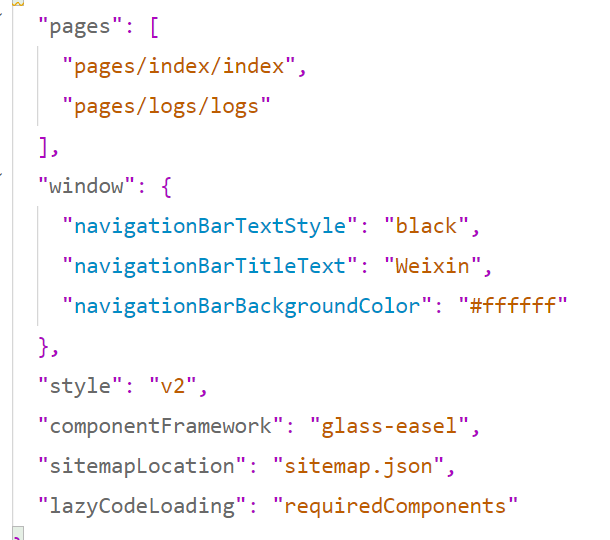 "pages": [
"pages/index/index",
"pages/logs/logs"
],
"window": {
"navigationBarTextStyle": "black",
"navigationBarTitleText": "Weixin",
"navigationBarBackgroundColor": "#ffffff"
},
"style": "v2",
"componentFramework": "glass-easel",
"sitemapLocation": "sitemap.json",
"lazyCodeLoading": "requiredComponents"